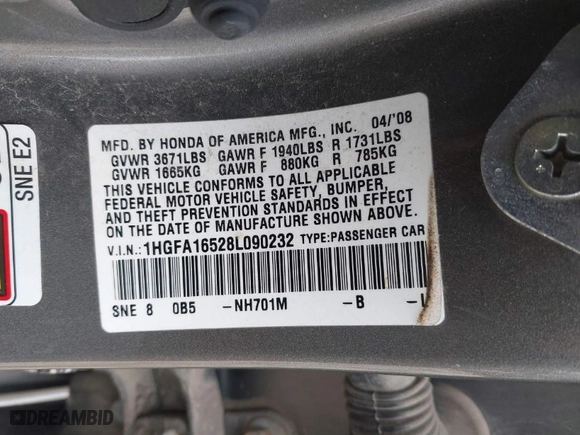 MFD. BY HONDA OF AMERICA MFG., INC. 04/'08
GVWR 3671LBS GAWR F 1940LBS R 1731LBS
GVWR 1665KG GAWR F 880KG R 785KG
THIS VEHICLE CONFORMS TO ALL APPLICABLE
FEDERAL MOTOR VEHICLE SAFETY, BUMPER,
AND THEFT PREVENTION STANDARDS IN EFFECT
ON THE DATE OF MANUFACTURE SHOWN ABOVE.
V.I.N.: 1HGFA16528L090232 TYPE:PASSENGER CAR
SNE 8 0B5 -NH701M -B -L
SNE E2
DREAMBID